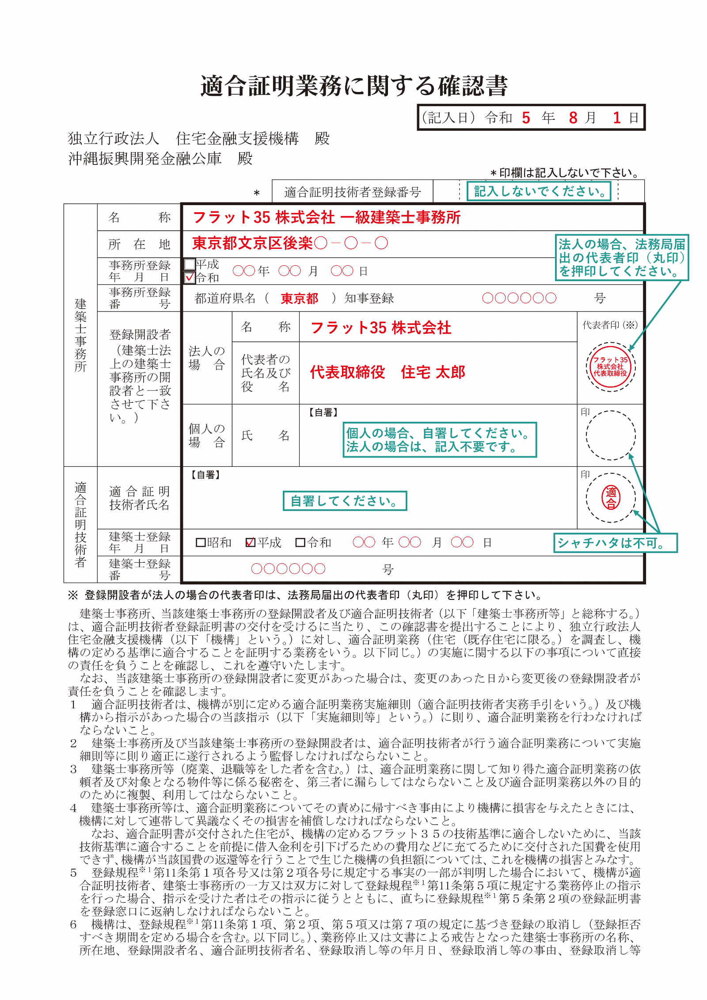 適合証明業務に関する確認書
（記入日）令和 5 年 8 月 1 日
独立行政法人　住宅金融支援機構　殿
沖縄振興開発金融公庫　殿
＊印欄は記入しないで下さい。
＊ 適合証明技術者登録番号 記入しないでください。
建築士事務所
名称 フラット35 株式会社 一級建築士事務所
所在地 東京都文京区後楽○－○－○
法人の場合、法務局届
出の代表者印（丸印）
を押印してください。
事務所登録
年月日
□平成
☑令和
○○年 ○○ 月 ○○ 日
事務所登録
番号
都道府県名（ 東京都 ）知事登録 ○○○○○○ 号
登録開設者
（建築士法
上の建築士
事務所の開
設者と一致
させて下さ
い。）
法人の
場合
名称 フラット35 株式会社
代表者印（※）
代表者の
氏名及び
役名
代表取締役　住宅 太郎
フラット35
株式会社
代表取締役
個人の
場合
氏名
【自署】
個人の場合、自署してください。
法人の場合は、記入不要です。
印
適合証明技術者
適合証明
技術者氏名
【自署】
自署してください。
印
適
合
シャチハタは不可。
建築士登録
年月日
□昭和 ☑平成 □令和 ○○ 年 ○○ 月 ○○ 日
建築士登録
番号
○○○○○○ 号
※ 登録開設者が法人の場合の代表者印は、法務局届出の代表者印（丸印）を押印して下さい。
建築士事務所、当該建築士事務所の登録開設者及び適合証明技術者（以下「建築士事務所等」と総称する。）
は、適合証明技術者登録証明書の交付を受けるに当たり、この確認書を提出することにより、独立行政法人
住宅金融支援機構（以下「機構」という。）に対し、適合証明業務（住宅（既存住宅に限る。）を調査し、機
構の定める基準に適合することを証明する業務をいう。以下同じ。）の実施に関する以下の事項について直接
の責任を負うことを確認し、これを遵守いたします。
なお、当該建築士事務所の登録開設者に変更があった場合は、変更のあった日から変更後の登録開設者が
責任を負うことを確認します。
1　適合証明技術者は、機構が別に定める適合証明業務実施細則（適合証明技術者実務手引をいう。）及び機
構から指示があった場合の当該指示（以下「実施細則等」という。）に則り、適合証明業務を行わなければ
ならないこと。
2　建築士事務所及び当該建築士事務所の登録開設者は、適合証明技術者が行う適合証明業務について実施
細則等に則り適正に遂行されるよう監督しなければならないこと。
3　建築士事務所等（廃業、退職等をした者を含む。）は、適合証明業務に関して知り得た適合証明業務の依
頼者及び対象となる物件等に係る秘密を、第三者に漏らしてはならないこと及び適合証明業務以外の目的
のために複製、利用してはならないこと。
4　建築士事務所等は、適合証明業務についてその責めに帰すべき事由により機構に損害を与えたときには、
機構に対して連帯して異議なくその損害を補償しなければならないこと。
なお、適合証明書が交付された住宅が、機構の定めるフラット３５の技術基準に適合しないために、当該
技術基準に適合することを前提に借入金利を引下げるための費用などに充てるために交付された国費を使用
できず、機構が当該国費の返還等を行うことで生じた機構の負担額については、これを機構の損害とみなす。
5　登録規程※1第11条第１項各号又は第２項各号に規定する事実の一部が判明した場合において、機構が適
合証明技術者、建築士事務所の一方又は双方に対して登録規程※1第11条第５項に規定する業務停止の指示
を行った場合、指示を受けた者はその指示に従うとともに、直ちに登録規程※1第５条第２項の登録証明書
を登録窓口に返納しなければならないこと。
6　機構は、登録規程※1第11条第１項、第２項、第５項又は第７項の規定に基づき登録の取消し（登録拒否
すべき期間を定める場合を含む。以下同じ。）、業務停止又は文書による戒告となった建築士事務所の名称、
所在地、登録開設者名、適合証明技術者名、登録取消し等の年月日、登録取消し等の事由、登録取消し等